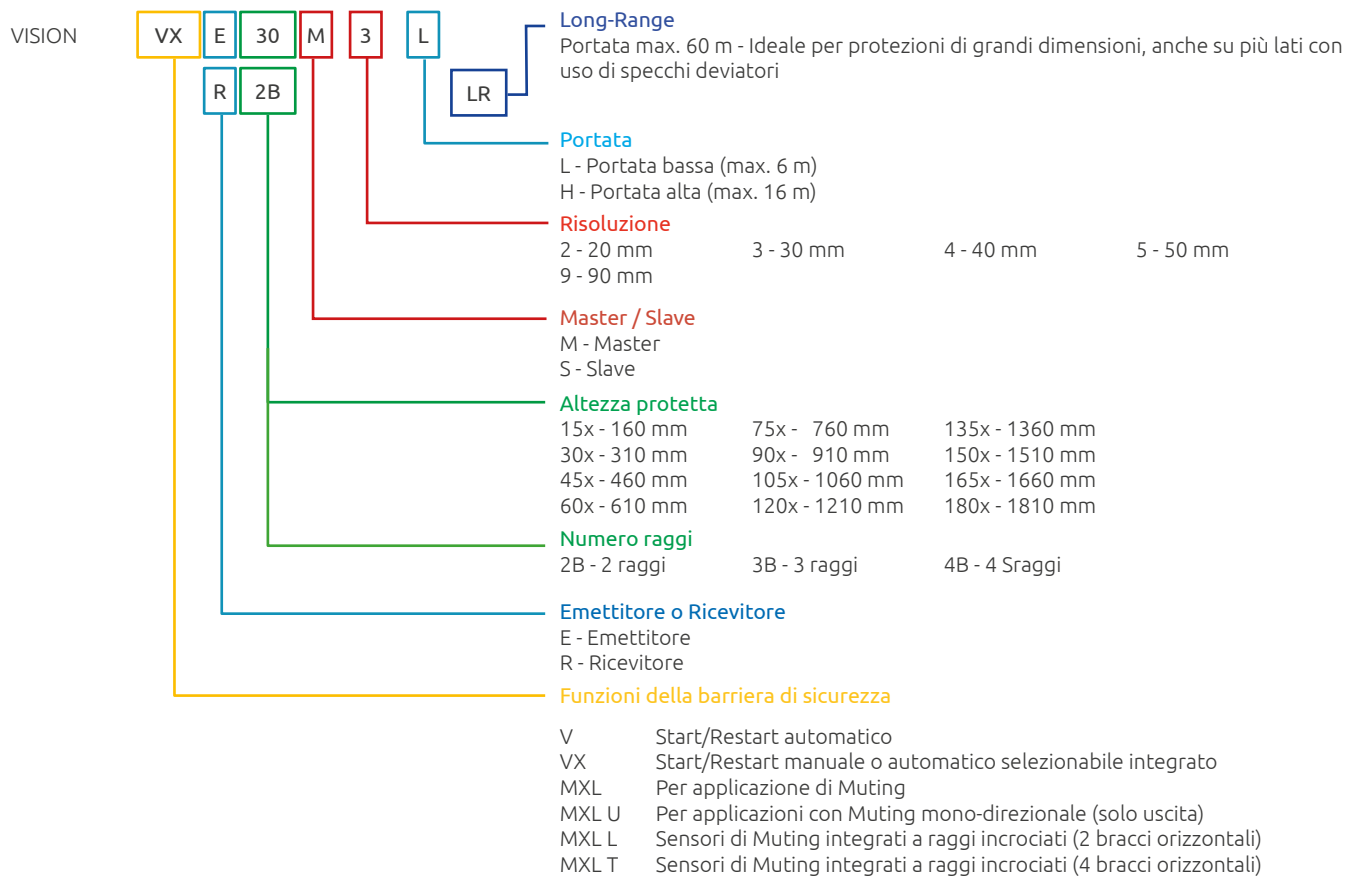 VISION VX E 30 M 3 L
R 2B LR
Long-Range
Portata max. 60 m - Ideale per protezioni di grandi dimensioni, anche su più lati con
uso di specchi deviatori
Portata
L - Portata bassa (max. 6 m)
H - Portata alta (max. 16 m)
Risoluzione
2 - 20 mm 3 - 30 mm 4 - 40 mm 5 - 50 mm
9 - 90 mm
Master / Slave
M - Master
S - Slave
Altezza protetta
15x - 160 mm 75x - 760 mm 135x - 1360 mm
30x - 310 mm 90x - 910 mm 150x - 1510 mm
45x - 460 mm 105x - 1060 mm 165x - 1660 mm
60x - 610 mm 120x - 1210 mm 180x - 1810 mm
Numero raggi
2B - 2 raggi 3B - 3 raggi 4B - 4 Sraggi
Emettitore o Ricevitore
E - Emettitore
R - Ricevitore
Funzioni della barriera di sicurezza
V Start/Restart automatico
VX Start/Restart manuale o automatico selezionabile integrato
MXL Per applicazione di Muting
MXL U Per applicazioni con Muting mono-direzionale (solo uscita)
MXL L Sensori di Muting integrati a raggi incrociati (2 bracci orizzontali)
MXL T Sensori di Muting integrati a raggi incrociati (4 bracci orizzontali)